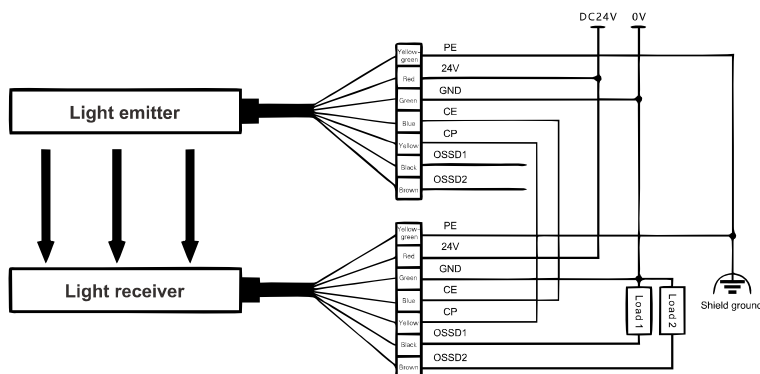 DC24V 0V
Yellow-
green
PE
Red
24V
Green
GND
Light emitter
Blue
CE
Yellow
CP
Black
OSSD1
Brown
OSSD2
Yellow-
green
PE
Red
24V
Green
GND
Light receiver
Blue
CE
Yellow
CP
Black
OSSD1
Brown
OSSD2
Load 1
Load 2
Shield ground